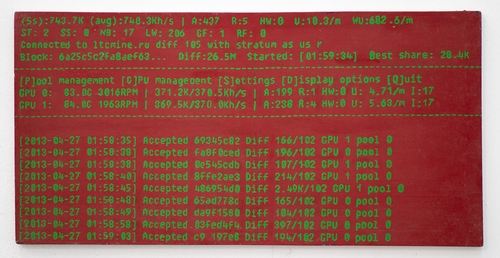 (5s):743.7K (avg):748.3Kh/s | A:437 R:5 HW:0 U:10.3/m WU:682.6/m
ST: 2 SS: 0 NB: 17 LW: 206 GF: 1 RF: 0
Connected to ltcmine.ru diff 105 with stratum as us r
Block: 6a25c5c2fa8aef63... Diff:26.5M Started: [01:59:34] Best share: 28.4K
[P]ool management [G]PU management [S]ettings [D]isplay options [Q]uit
GPU 0: 83.0C 3016RPM | 371.2K/370.5Kh/s | A:199 R:1 HW:0 U: 4.71/m I:17
GPU 1: 84.0C 1963RPM | 369.5K/370.0Kh/s | A:238 R:4 HW:0 U: 5.63/m I:17
[2013-04-27 01:58:35] Accepted 69345c82 Diff 166/102 GPU 1 pool 0
[2013-04-27 01:58:38] Accepted fa0f0ced Diff 196/102 GPU 0 pool 0
[2013-04-27 01:58:38] Accepted 0e545cdb Diff 107/102 GPU 1 pool 0
[2013-04-27 01:58:40] Accepted 8ffe2ae3 Diff 214/102 GPU 1 pool 0
[2013-04-27 01:58:45] Accepted 486954d0 Diff 2.49K/102 GPU 1 pool 0
[2013-04-27 01:58:48] Accepted 65ad778c Diff 165/102 GPU 0 pool 0
[2013-04-27 01:58:49] Accepted da9f1580 Diff 104/102 GPU 0 pool 0
[2013-04-27 01:58:58] Accepted 03fed4f4 Diff 397/102 GPU 0 pool 0
[2013-04-27 01:59:03] Accepted c9 197e8 Diff 194/102 GPU 0 pool 0